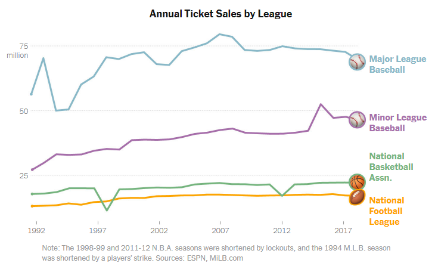 Annual Ticket Sales by League
75
million
50
25
Major League
Baseball
Minor League
Baseball
National
Basketball
Assn.
National
Football
League
1992 1997 2002 2007 2012 2017
Note: The 1998-99 and 2011-12 N.B.A. seasons were shortened by lockouts, and the 1994 M.L.B. season
was shortened by a players' strike. Sources: ESPN, MiLB.com